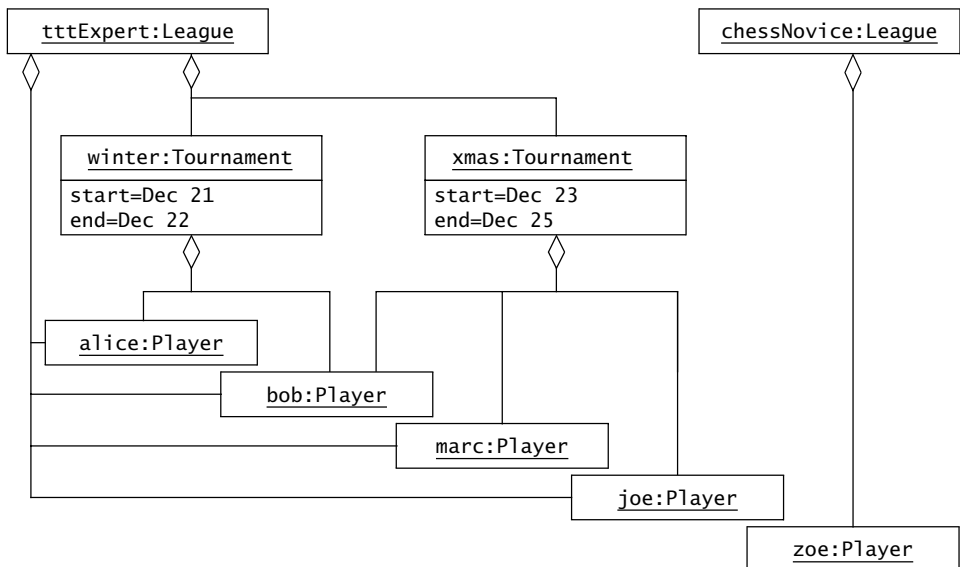 tttExpert:League
chessNovice:League
winter:Tournament
xmas:Tournament
start=Dec 21
end=Dec 22
start=Dec 23
end=Dec 25
alice:Player
bob:Player
marc:Player
joe:Player
zoe:Player